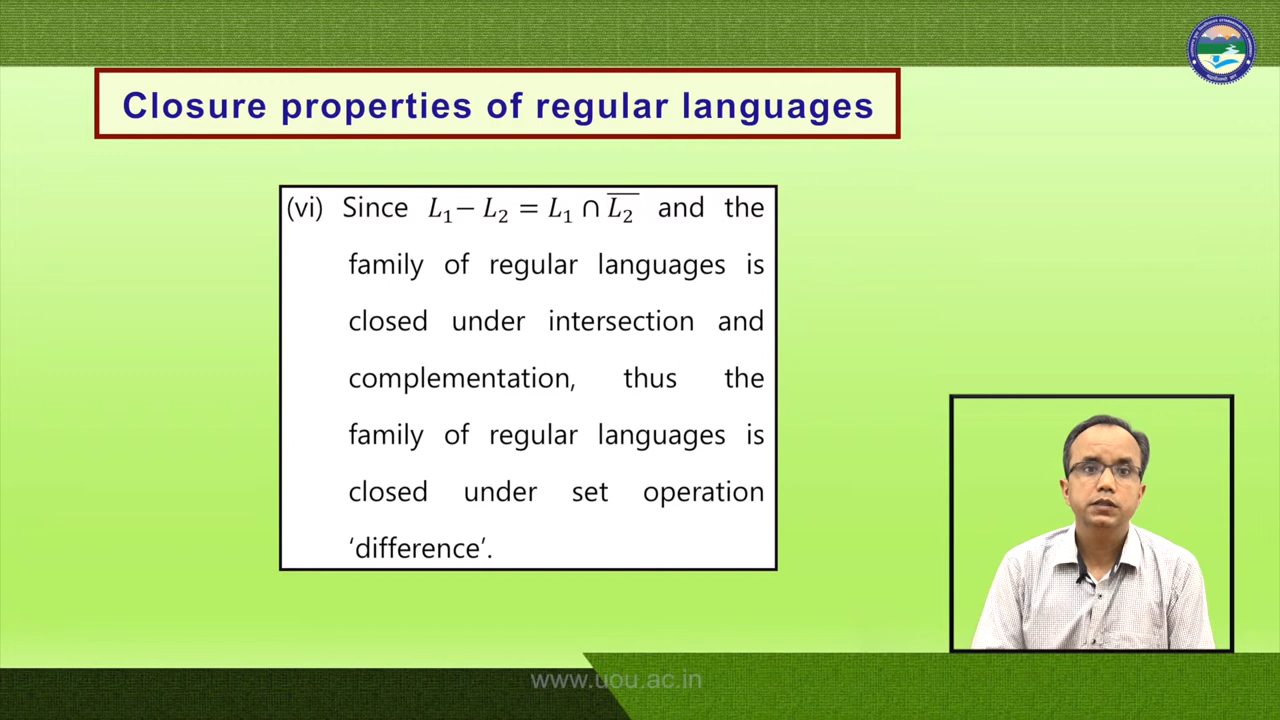 Closure properties of regular languages
(vi) Since L₁− L₂ = L₁ ∩ L̅₂̅ and the
family of regular languages is
closed under intersection and
complementation, thus the
family of regular languages is
closed under set operation
‘difference’.
www.uou.ac.in